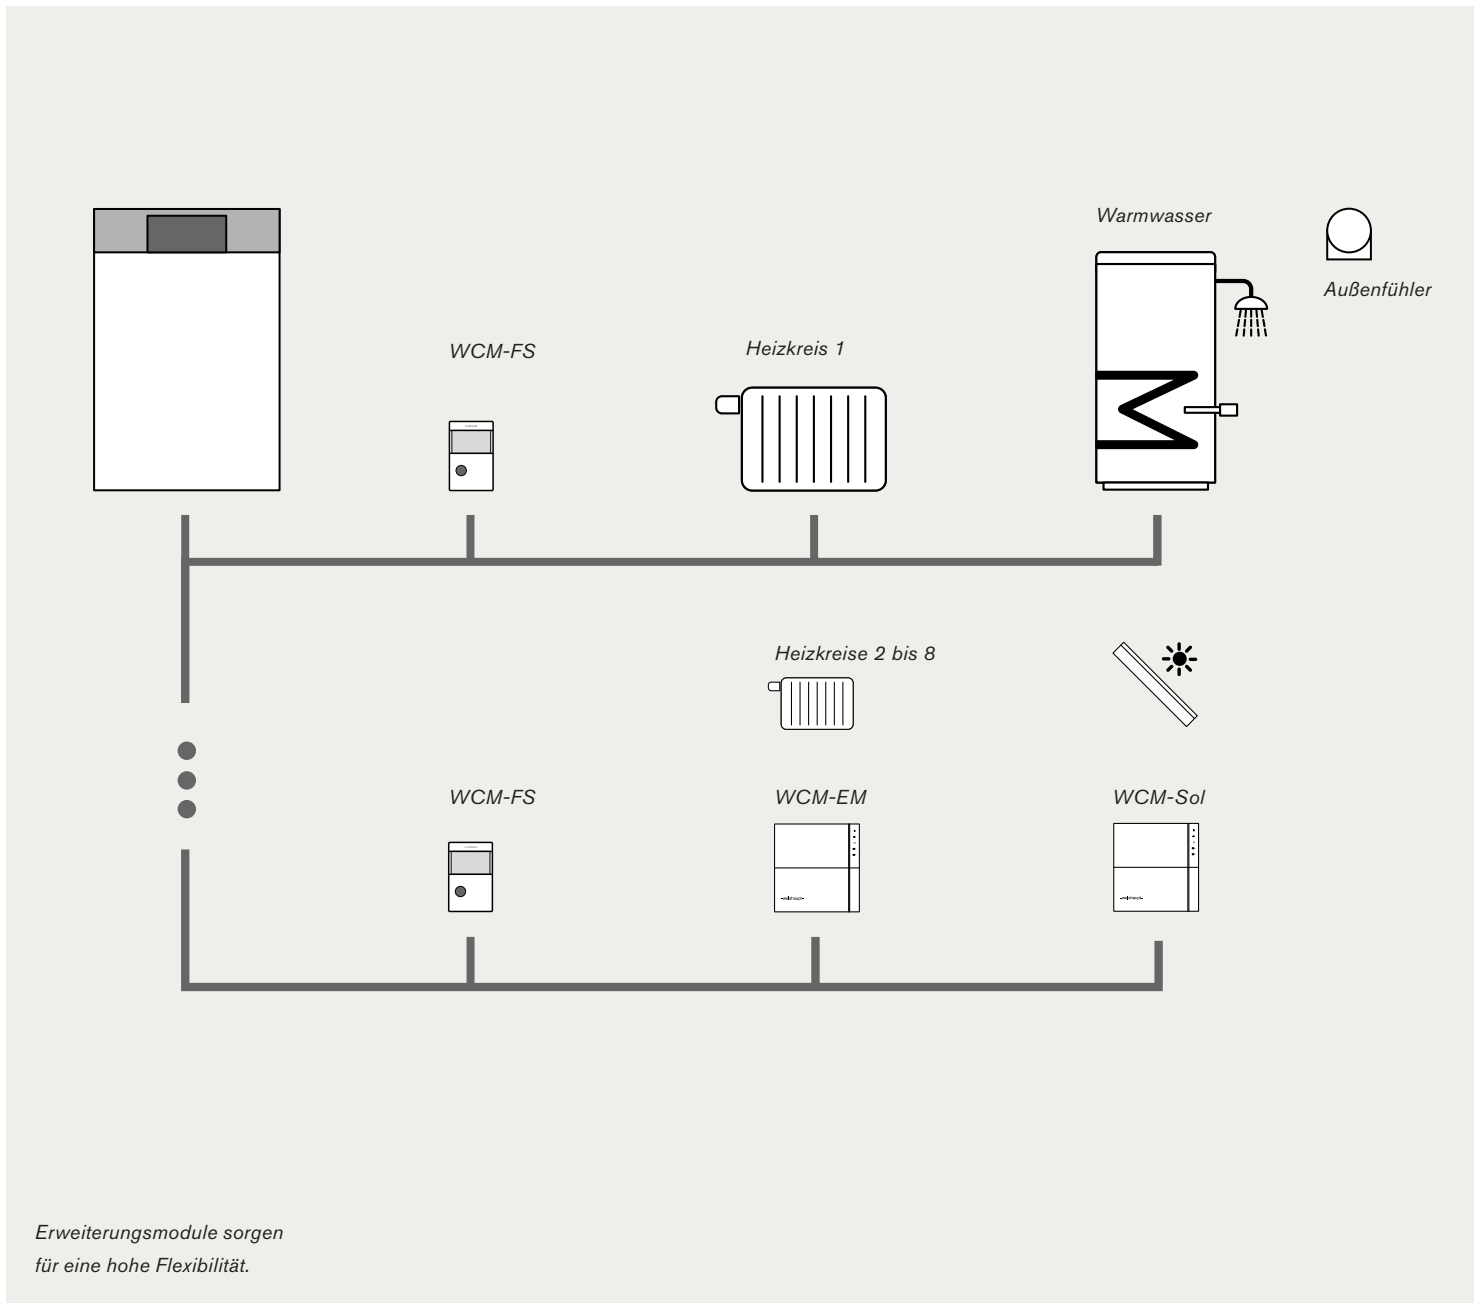 Warmwasser
Außenfühler
WCM-FS
Heizkreis 1
Heizkreise 2 bis 8
WCM-FS
WCM-EM
WCM-Sol
Erweiterungsmodule sorgen
für eine hohe Flexibilität.